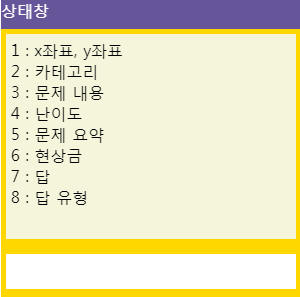 상태창
1 : x좌표, y좌표
2 : 카테고리
3 : 문제 내용
4 : 난이도
5 : 문제 요약
6 : 현상금
7 : 답
8 : 답 유형